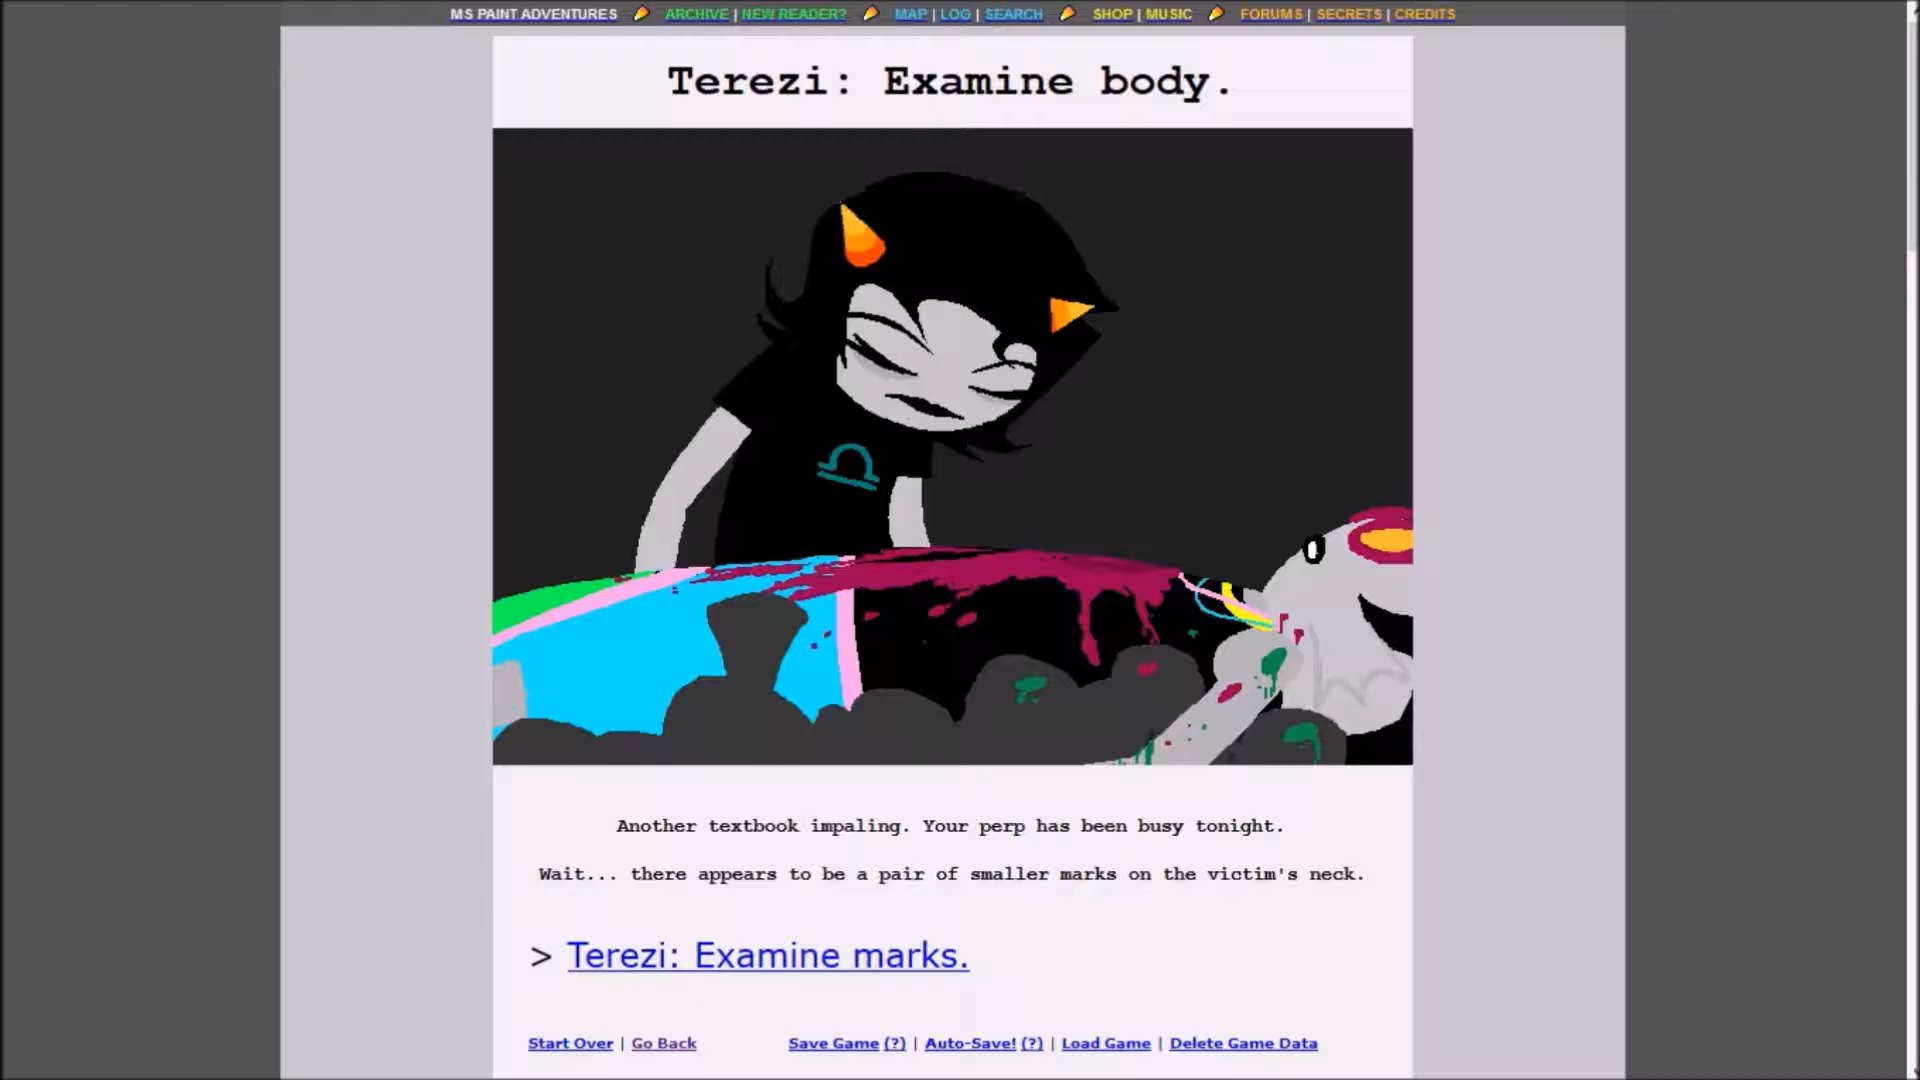 MS PAINT ADVENTURES ARCHIVE | NEW READER? MAP | LOG | SEARCH SHOP | MUSIC FORUMS | SECRETS | CREDITS
Terezi: Examine body.
Another textbook impaling. Your perp has been busy tonight.
Wait... there appears to be a pair of smaller marks on the victim's neck.
> Terezi: Examine marks.
Start Over | Go Back Save Game (?) | Auto-Save! (?) | Load Game | Delete Game Data